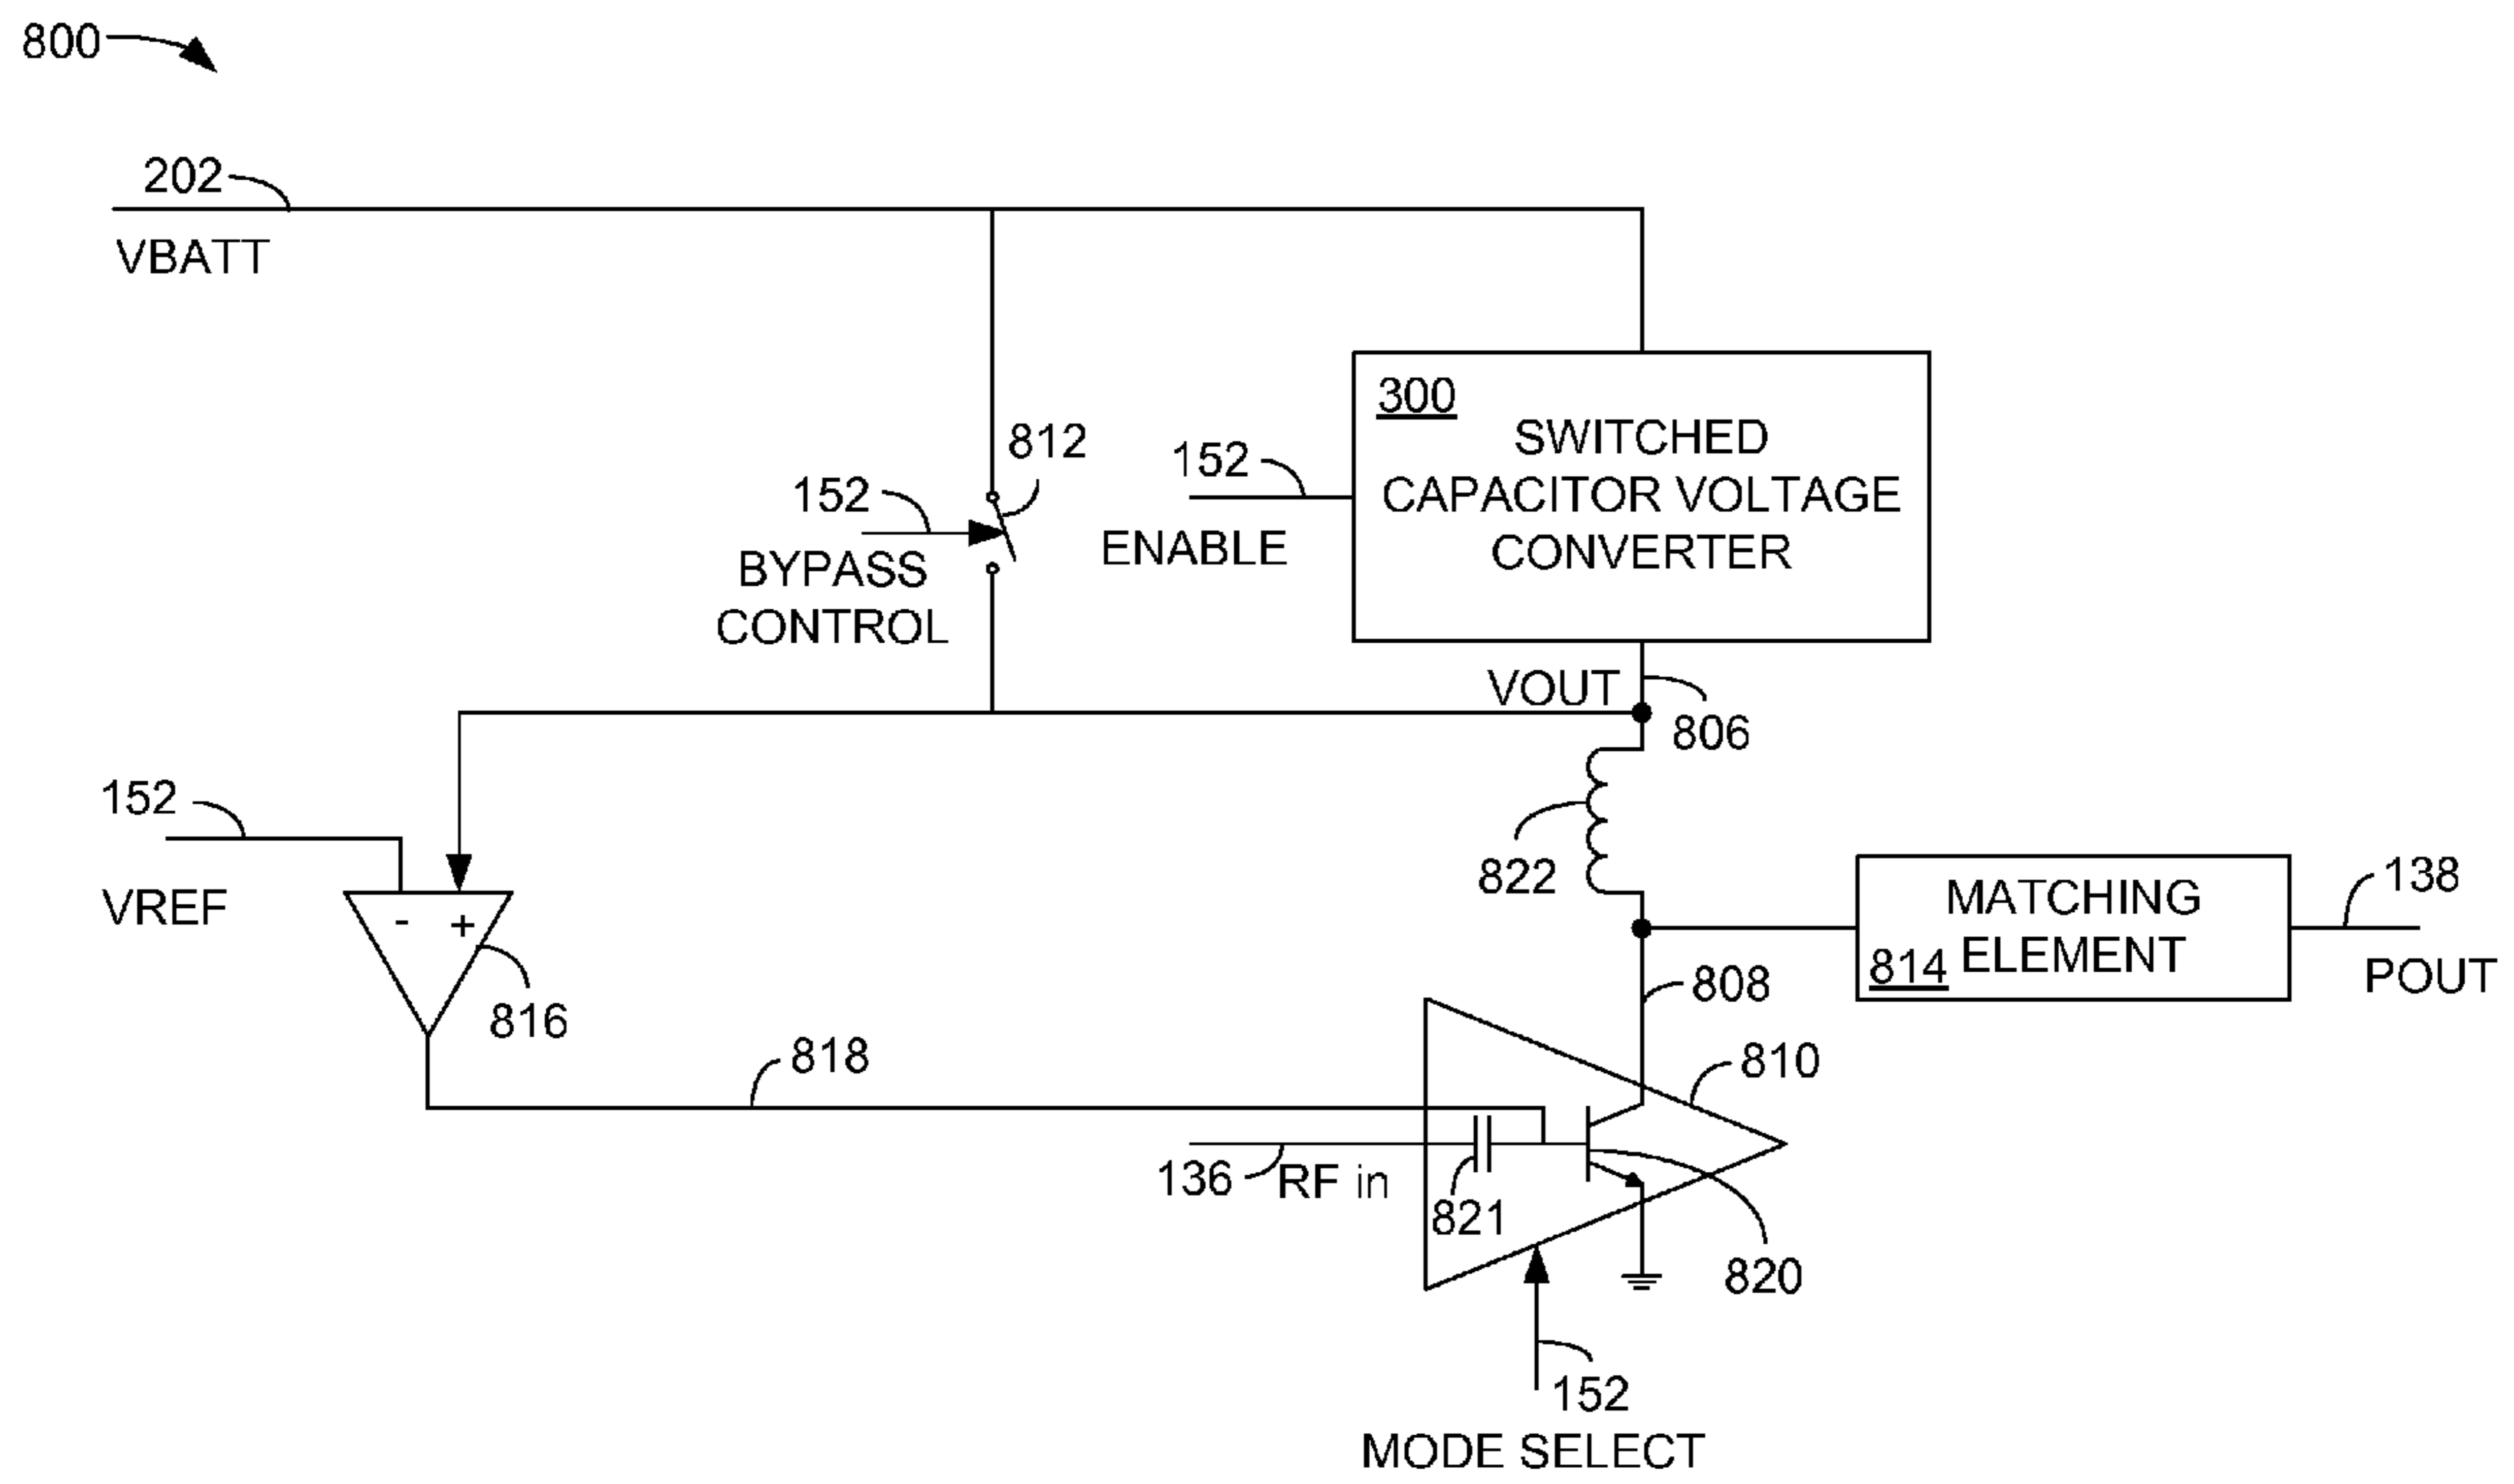 800
202
VBATT
812
152
BYPASS
CONTROL
152
ENABLE
300
SWITCHED
CAPACITOR VOLTAGE
CONVERTER
VOUT
806
152
VREF
- +
816
822
MATCHING
ELEMENT
814
138
POUT
808
818
810
136
RF in
821
820
152
MODE SELECT